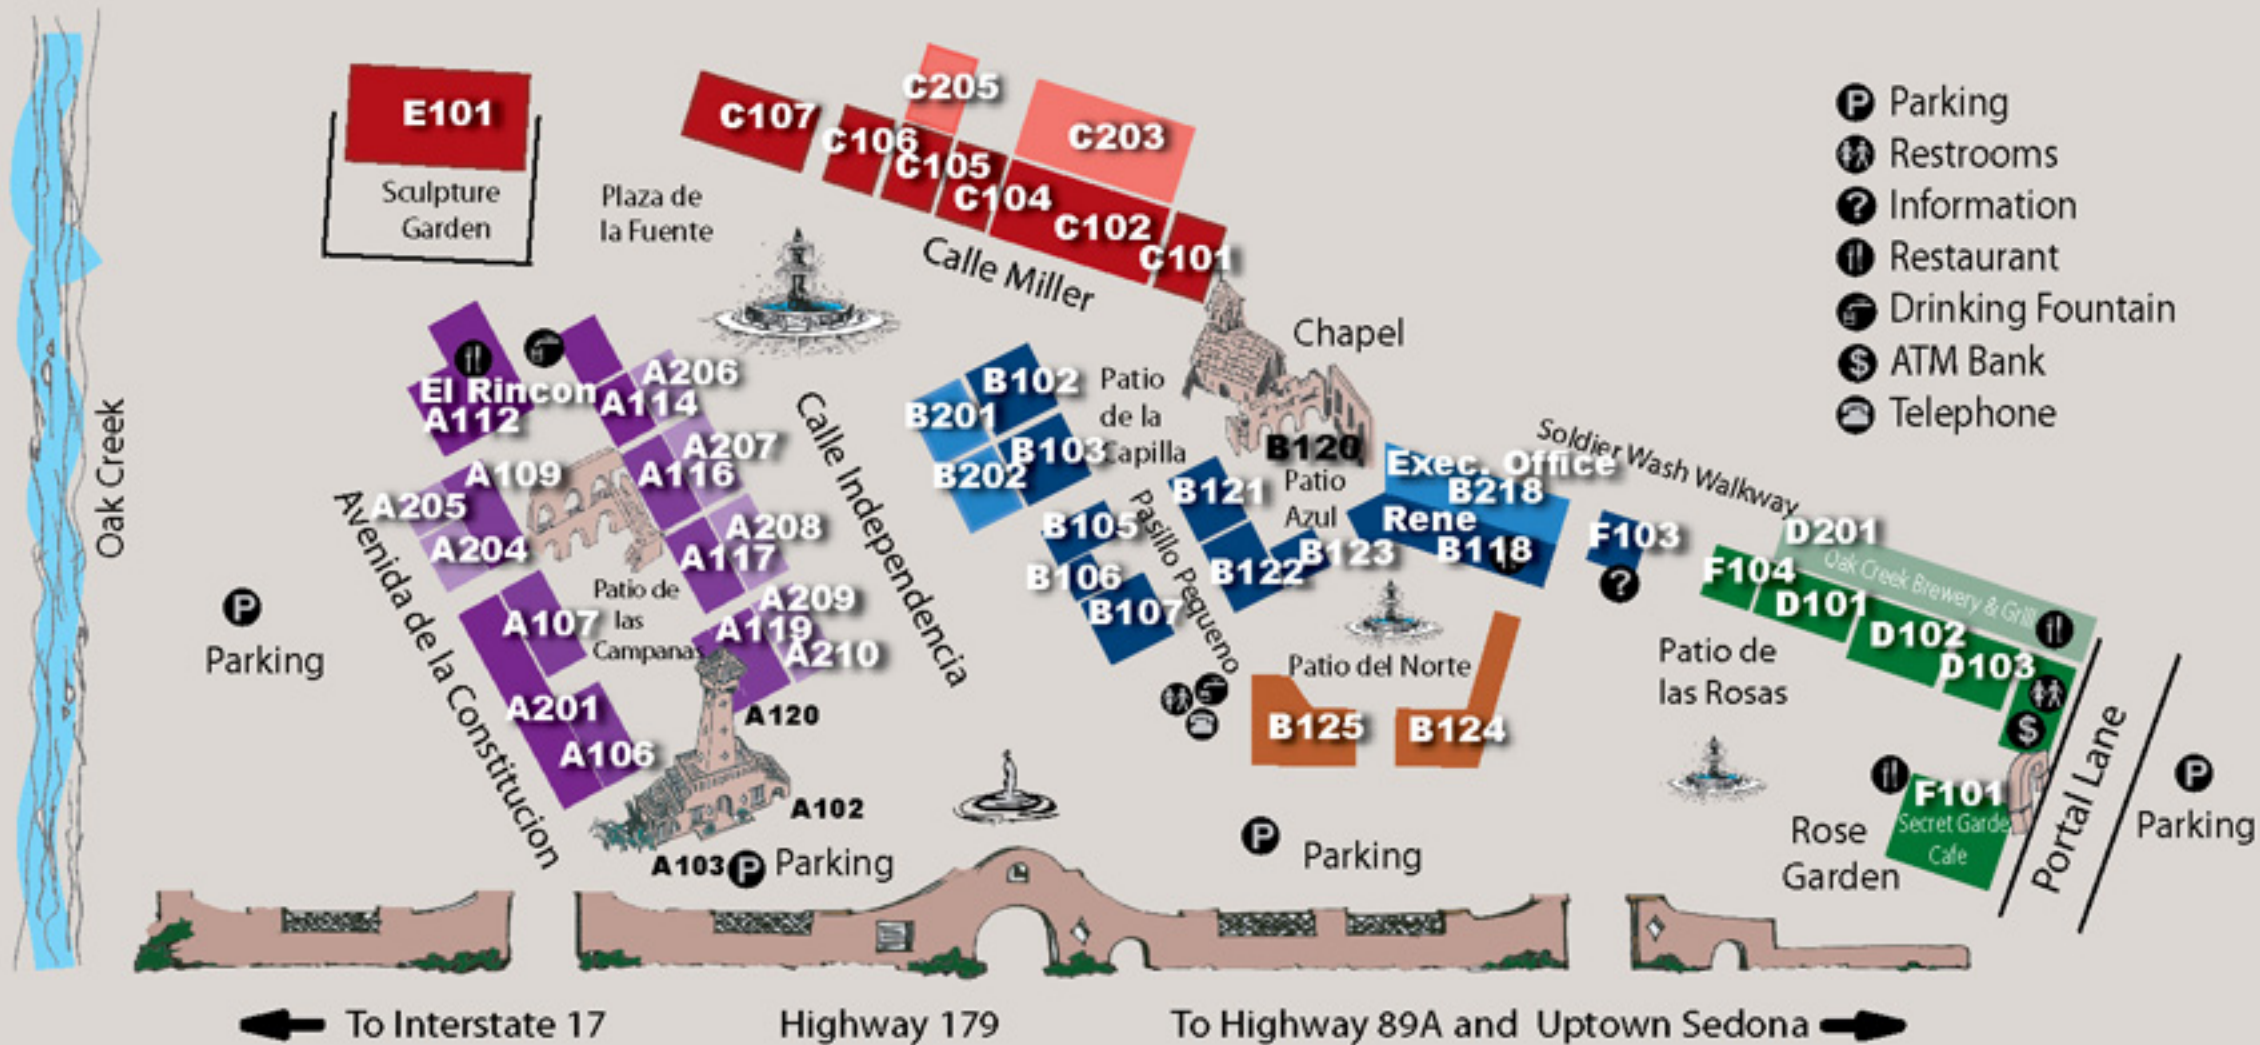 E101
Sculpture
Garden
Plaza de
la Fuente
C107
C106
C205
C105
C104
C203
C102
C101
Calle Miller
Chapel
P Parking
Restrooms
? Information
Restaurant
Drinking Fountain
$ ATM Bank
Telephone
Oak Creek
El Rincon
A112
A206
A114
A207
A116
A109
A205
A204
A208
A117
A209
A119
A210
A107
A201
A106
A120
A102
A103
Patio de
las
Campanas
Avenida de la Constitucion
Calle Independencia
B102
B201
B103
B202
Patio
de la
Capilla
B105
B106
B107
Pasillo Pequeno
B121
B122
B123
B120
Patio
Azul
Exec. Office
B218
Rene
B118
Soldier Wash Walkway
F103
?
F104
D201
Oak Creek Brewery & Grill
D101
D102
D103
$
Patio del Norte
B125
B124
Patio de
las Rosas
F101
Secret Garde
Cafe
Rose
Garden
Portal Lane
P
Parking
P
Parking
P
Parking
P
Parking
To Interstate 17
Highway 179
To Highway 89A and Uptown Sedona